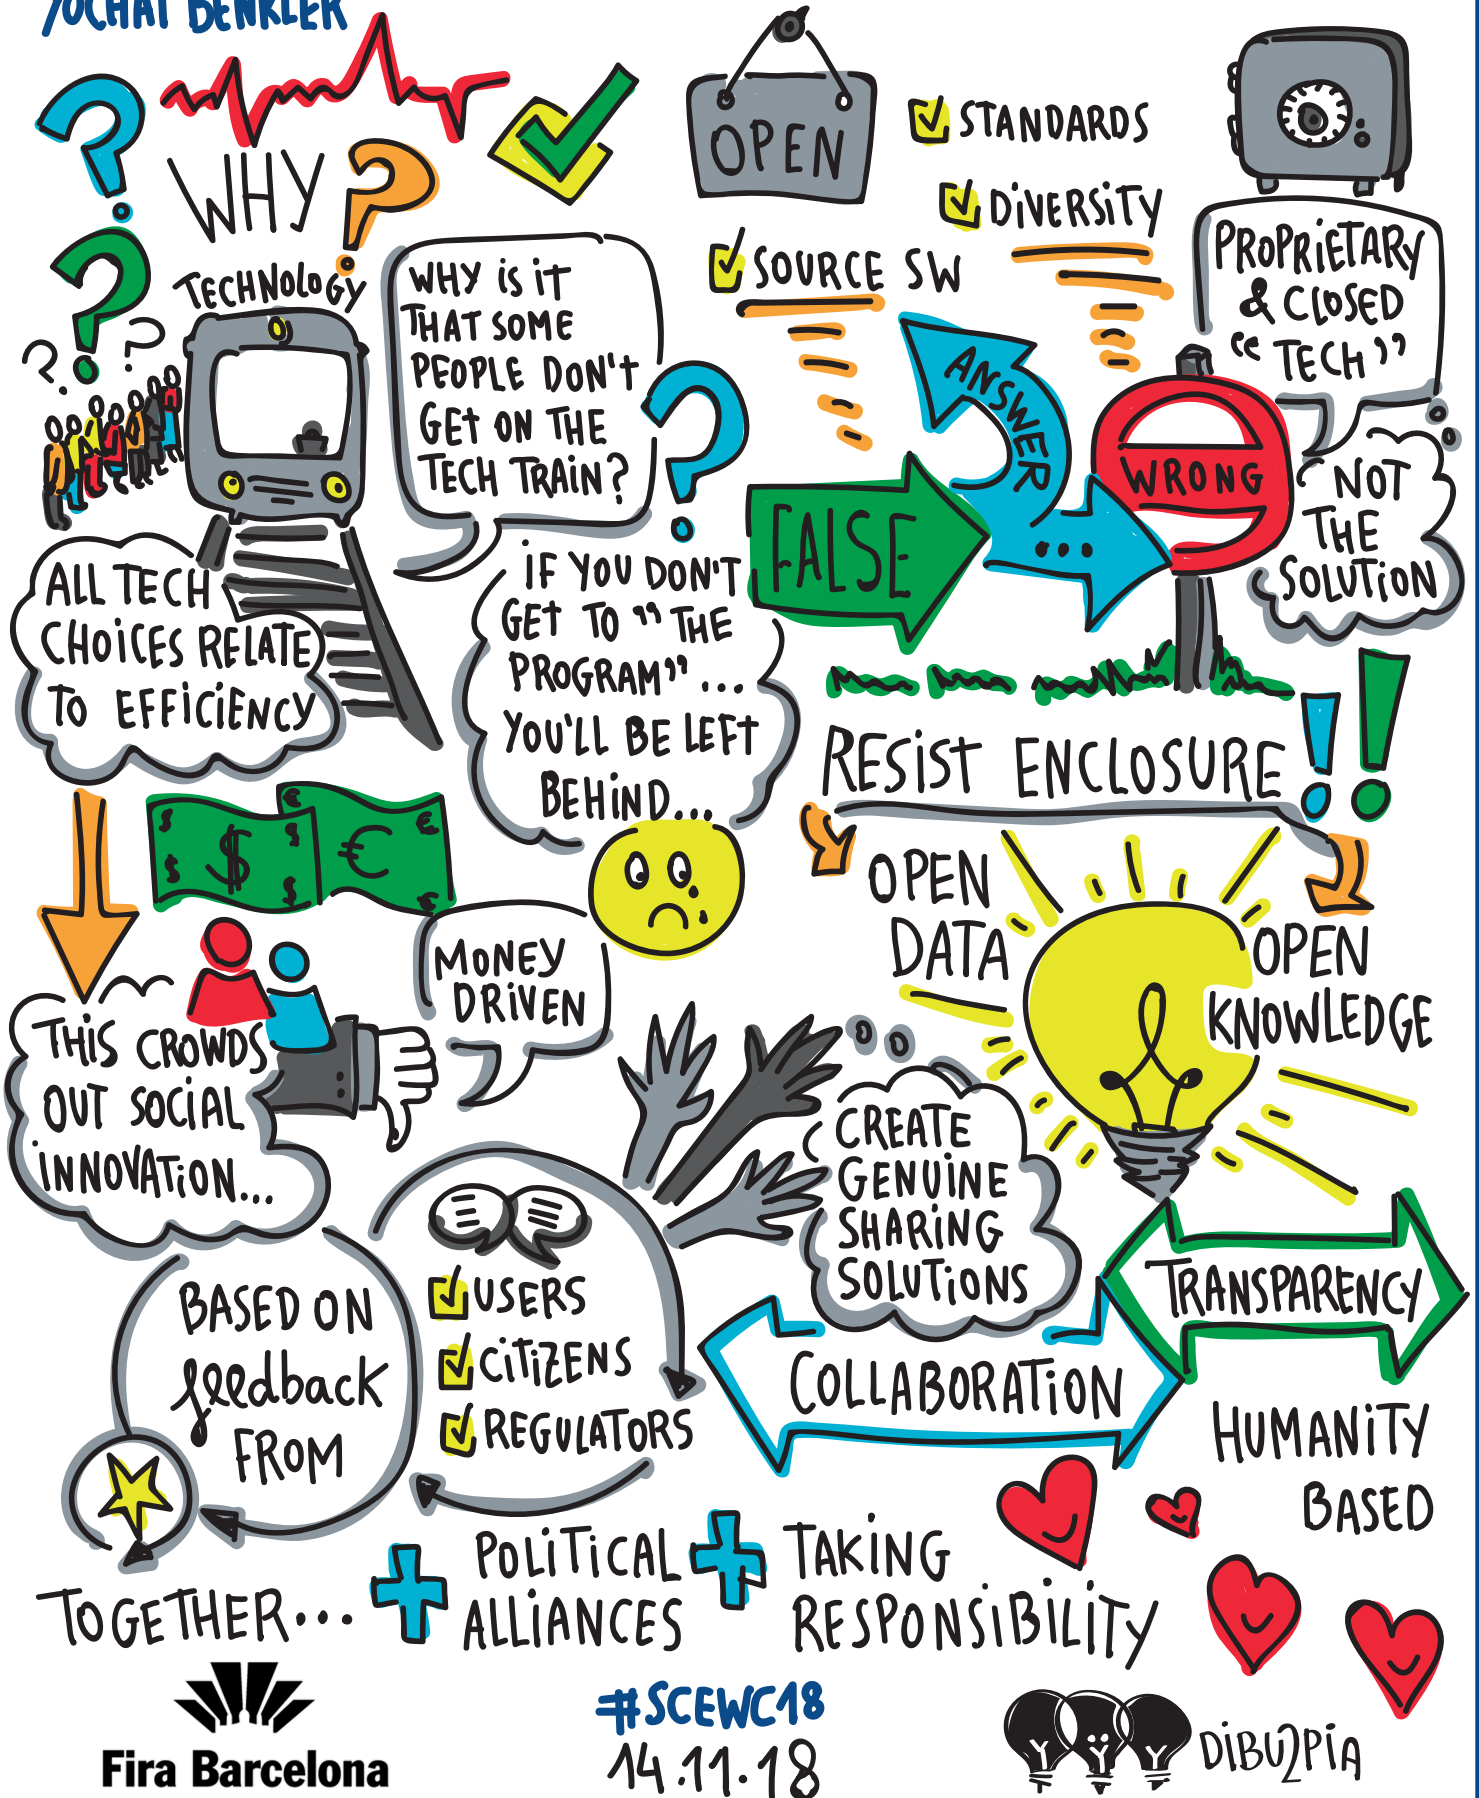 YOCHAI BENKLER
WHY
TECHNOLOGY
WHY iS iT
THAT SOME
PEOPLE DON'T
GET ON THE
TECH TRAIN?
OPEN
STANDARDS
DiVERSiTY
SOURCE SW
PROPRiETARY
& CLOSED
“TECH”
ANSWER
WRONG
NOT
THE
SOLUTiON
FALSE
...
ALL TECH
CHOiCES RELATE
TO EFFiCiENCY
iF YOU DON'T
GET TO "THE
PROGRAM"...
YOU'LL BE LEFT
BEHiND...
RESiST ENCLOSURE !!
$ €
MONEY
DRiVEN
OPEN
DATA
OPEN
KNOWLEDGE
THIS CROWDS
OUT SOCiAL
iNNOVATiON...
CREATE
GENUINE
SHARiNG
SOLUTiONS
BASED ON
feedback
FROM
USERS
CiTiZENS
REGULATORS
TRANSPARENCY
COLLABORATiON
HUMANiTY
BASED
TOGETHER...
POLiTiCAL
ALLiANCES
TAKiNG
RESPONSiBiLiTY
Fira Barcelona
#SCEWC18
14.11.18
DiBU2PiA